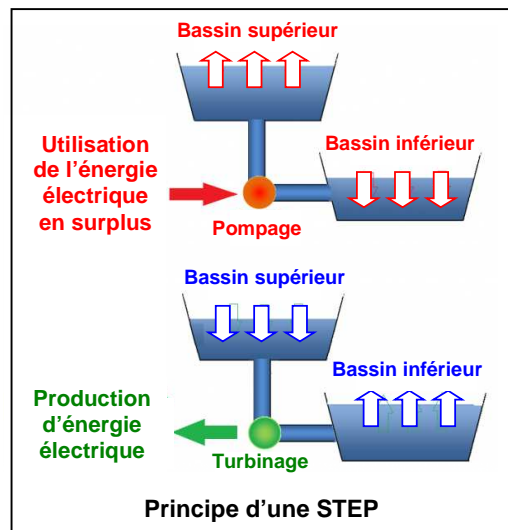 Bassin supérieur
Utilisation
de l'énergie
électrique
en surplus
Bassin inférieur
Pompage
Bassin supérieur
Bassin inférieur
Production
d'énergie
électrique
Turbinage
Principe d'une STEP